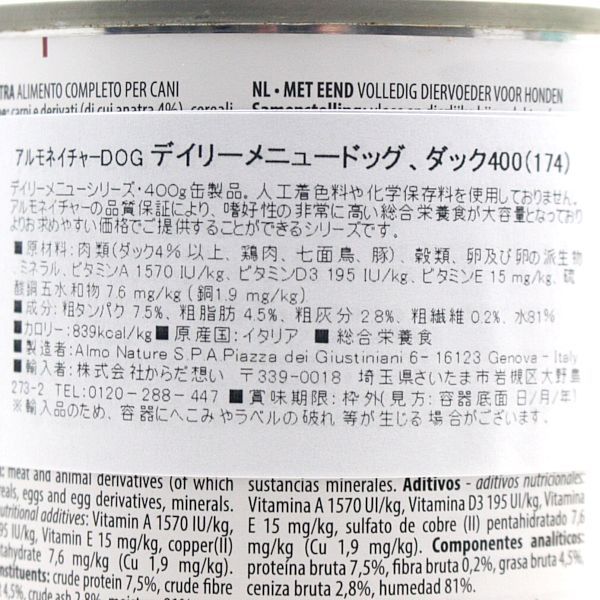 TRA ALIMENTO COMPLETO PER CANI
carni e derivati (di cui anatra 4%), cereali
NL • MET EEND VOLLEDIG DIERVOEDER VOOR HONDEN
Samenstelling:
アルモネイチャーDOG デイリーメニュードッグ、ダック400(174)
デイリーメニューシリーズ・400g缶製品。人工着色料や化学保存料を使用しておりません。
アルモネイチャーの品質保証により、嗜好性の非常に高い総合栄養食が大容量となっており
よりお求めやすい価格でご提供することができるシリーズです。
■原材料:肉類(ダック4%以上、鶏肉、七面鳥、豚)、穀類、卵及び卵の派生物
、ミネラル、ビタミンA 1570 IU/kg、ビタミンD3 195 IU/kg、ビタミンE 15 mg/kg、硫
酸銅五水和物 7.6 mg/kg (銅1.9 mg/kg)
■成分:粗タンパク 7.5%、粗脂肪 4.5%、粗灰分 2.8%、粗繊維 0.2%、水81%
■カロリー:839kcal/kg■原産国:イタリア ■総合栄養食
■製造者:Almo Nature S.P.A.Piazza dei Giustiniani 6- 16123 Genova - Italy
■輸入者:株式会社からだ想い 〒339-0018 埼玉県さいたま市岩槻区大野島
273-2 TEL:0120-288-447 ■賞味期限:枠外(見方:容器底面 日/月/年)
※輸入品のため、容器にへこみやラベルの破れ 等が生じる 場合がございます。
meat and animal derivatives (of which
eals, eggs and egg derivatives, minerals.
nutritional additives: Vitamin A 1570 IU/kg,
95 IU/kg, Vitamin E 15 mg/kg, copper(II)
tahydrate 7,6 mg/kg (Cu 1,9 mg/kg).
nstituents: crude protein 7,5%, crude fibre
4,5%, crude ash 2,8%,
sustancias minerales. Aditivos - aditivos nutricionales:
Vitamina A 1570 UI/kg, Vitamina D3 195 UI/kg, Vitamina
E 15 mg/kg, sulfato de cobre (II) pentahidratado 7,6
mg/kg (Cu 1,9 mg/kg). Componentes analíticos:
proteína bruta 7,5%, fibra bruta 0,2%, grasa bruta 4,5%,
ceniza bruta 2,8%, humedad 81%.